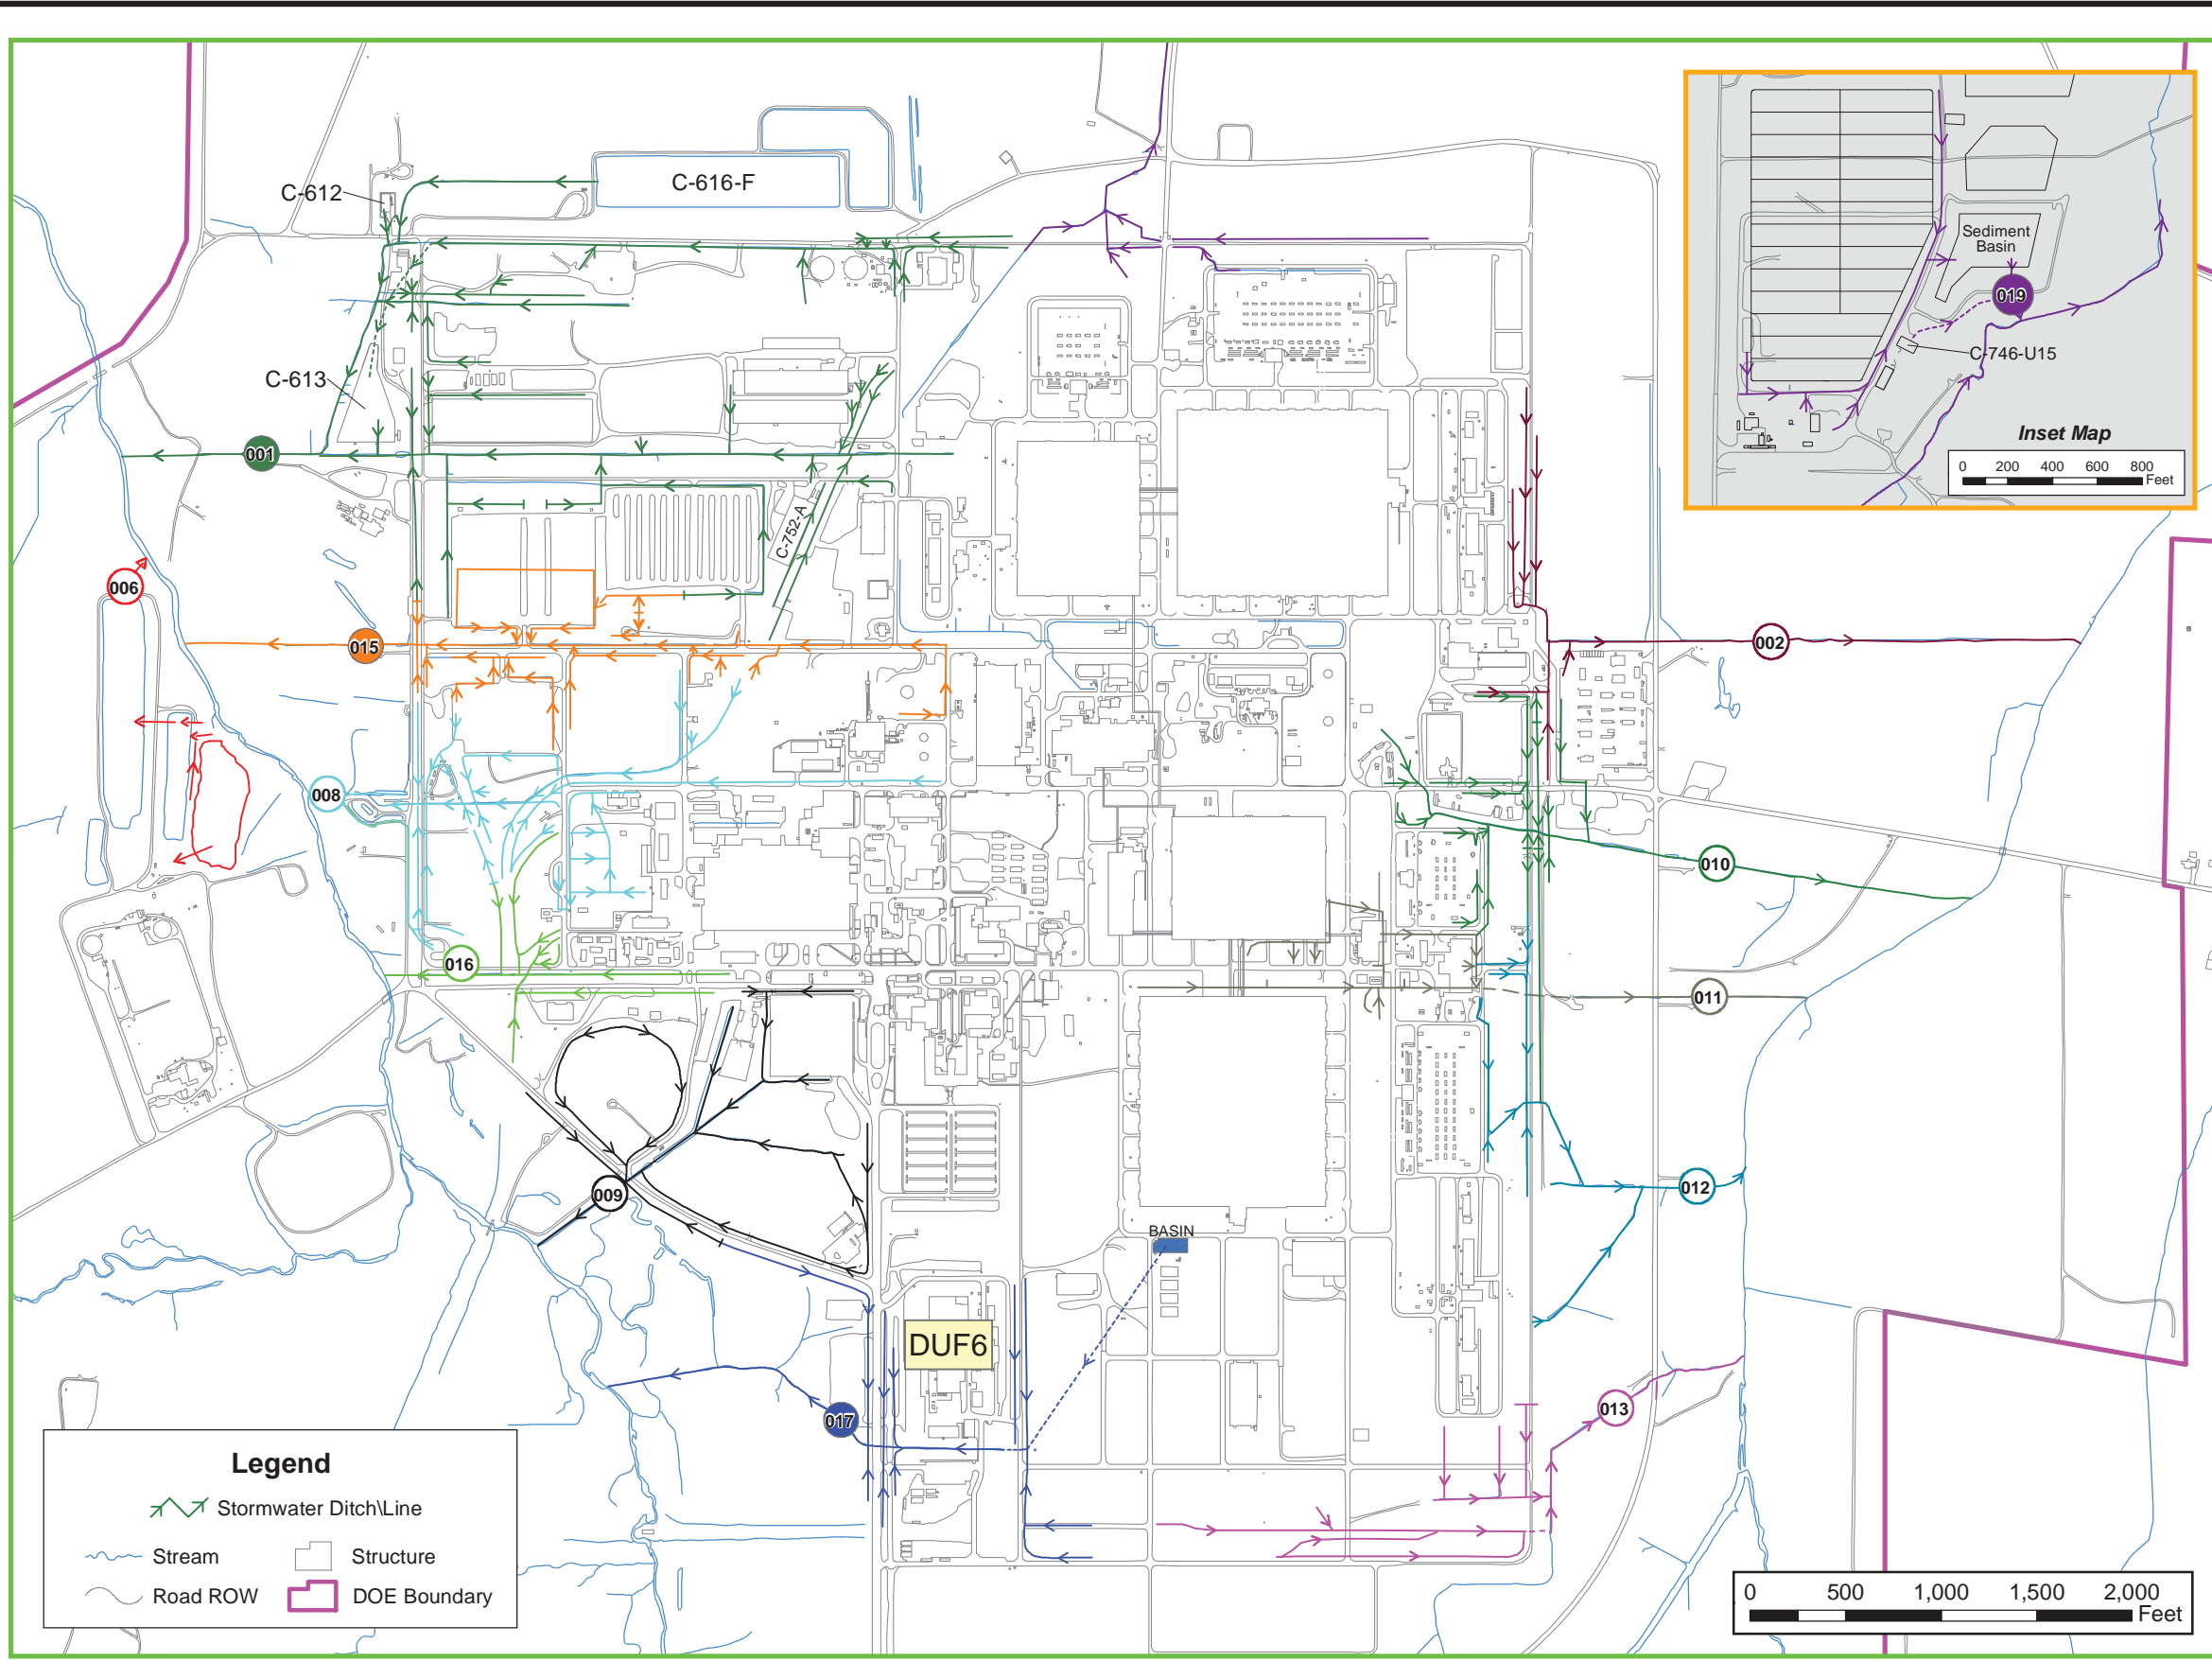 C-612
C-616-F
C-613
001
C-752-A
006
015
002
008
010
016
011
009
012
BASIN
DUF6
017
013
Sediment
Basin
019
C-746-U15
Inset Map
0 200 400 600 800
Feet
Legend
Stormwater Ditch\Line
Stream
Structure
Road ROW
DOE Boundary
0 500 1,000 1,500 2,000
Feet